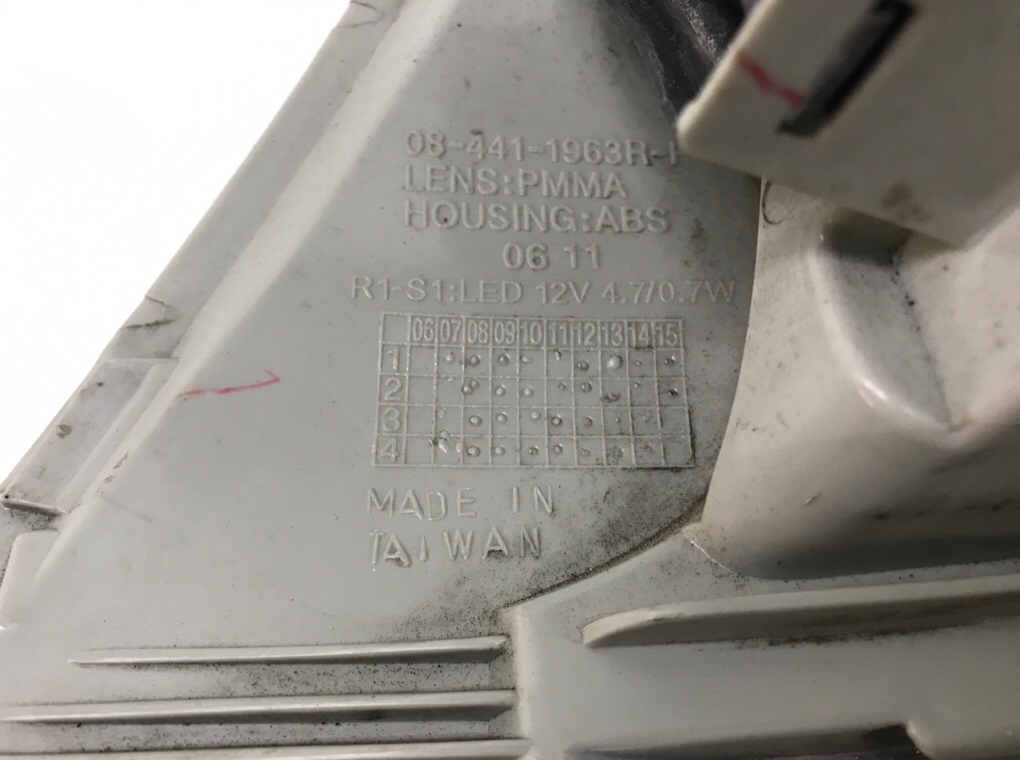 08-441-1963R-F
LENS:PMMA
HOUSING:ABS
06 11
R1-S1:LED 12V 4.7/0.7W
06 07 08 09 10 11 12 13 14 15
1
2
3
4
MADE IN
TAIWAN